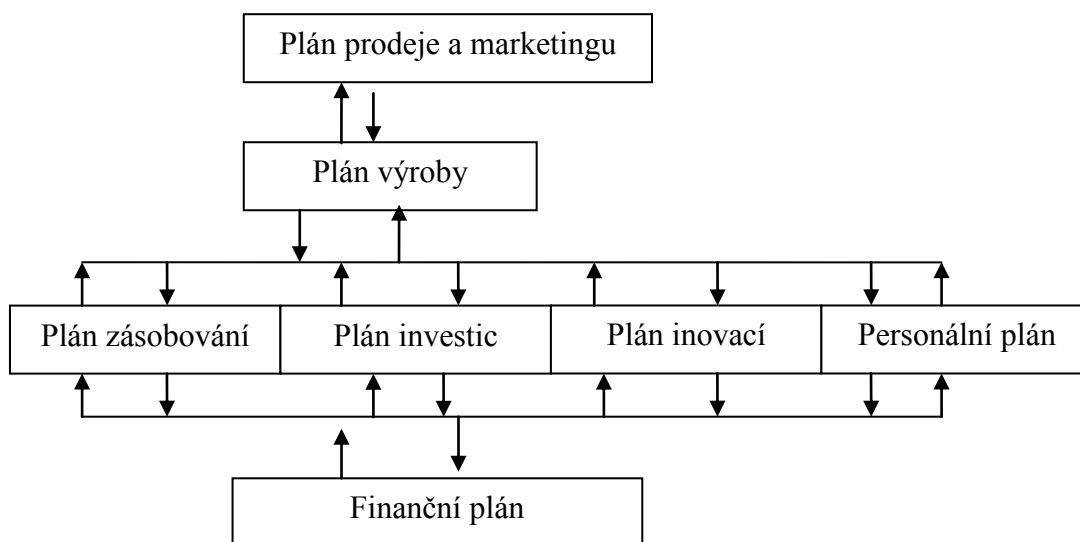 Plán prodeje a marketingu
Plán výroby
Plán zásobování
Plán investic
Plán inovací
Personální plán
Finanční plán